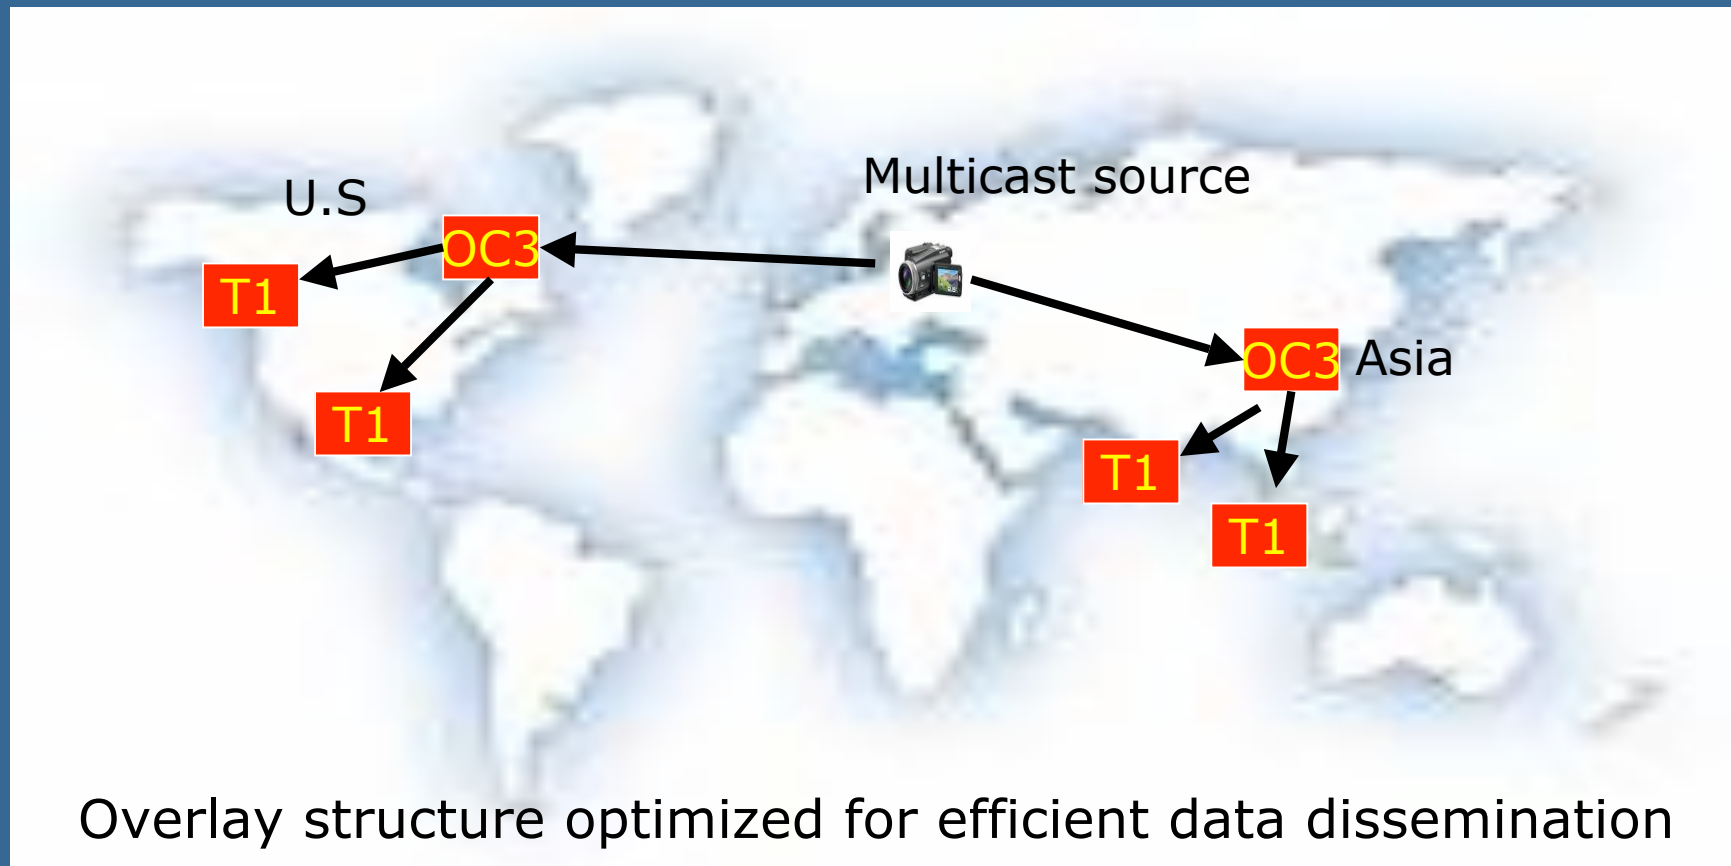 Multicast source
U.S
OC3
T1
OC3 Asia
T1
T1
T1
Overlay structure optimized for efficient data dissemination